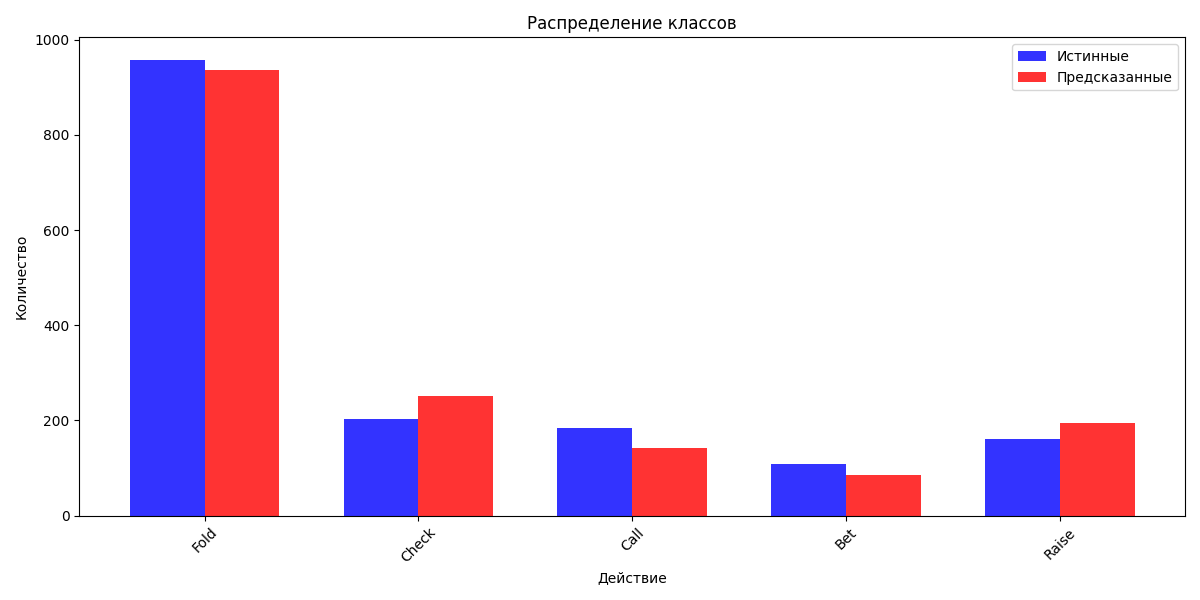 Распределение классов
Истинные
Предсказанные
Количество
1000
800
600
400
200
0
Fold
Check
Call
Bet
Raise
Действие